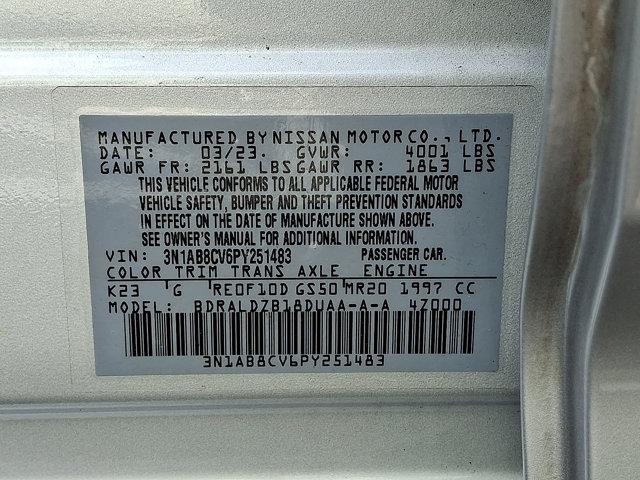 MANUFACTURED BY NISSAN MOTOR CO., LTD.
DATE: 03/23. GVWR: 4001 LBS
GAWR FR: 2161 LBS GAWR RR: 1863 LBS
THIS VEHICLE CONFORMS TO ALL APPLICABLE FEDERAL MOTOR
VEHICLE SAFETY, BUMPER AND THEFT PREVENTION STANDARDS
IN EFFECT ON THE DATE OF MANUFACTURE SHOWN ABOVE.
SEE OWNER'S MANUAL FOR ADDITIONAL INFORMATION.
VIN: 3N1AB8CV6PY251483 PASSENGER CAR.
COLOR TRIM TRANS AXLE ENGINE
K23 'G 'RE0F10D GS50 'MR20 1997 CC
MODEL: BDRALDZB18DUAA-A-A 4Z000
3N1AB8CV6PY251483